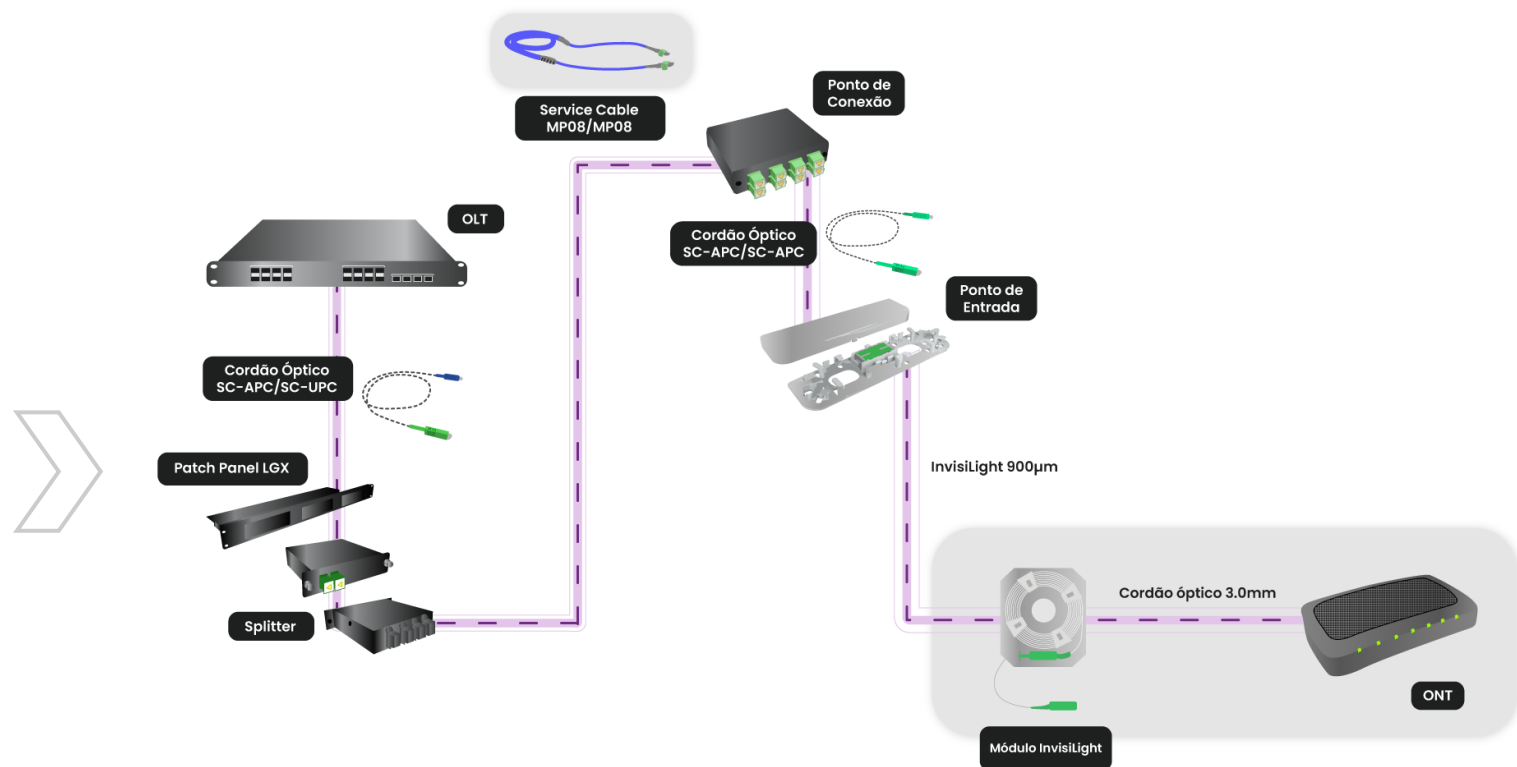 Service Cable
MP08/MP08
Ponto de
Conexão
OLT
Cordão Óptico
SC-APC/SC-APC
Ponto de
Entrada
Cordão Óptico
SC-APC/SC-UPC
Patch Panel LGX
InvisiLight 900μm
Splitter
Cordão óptico 3.0mm
ONT
Módulo InvisiLight